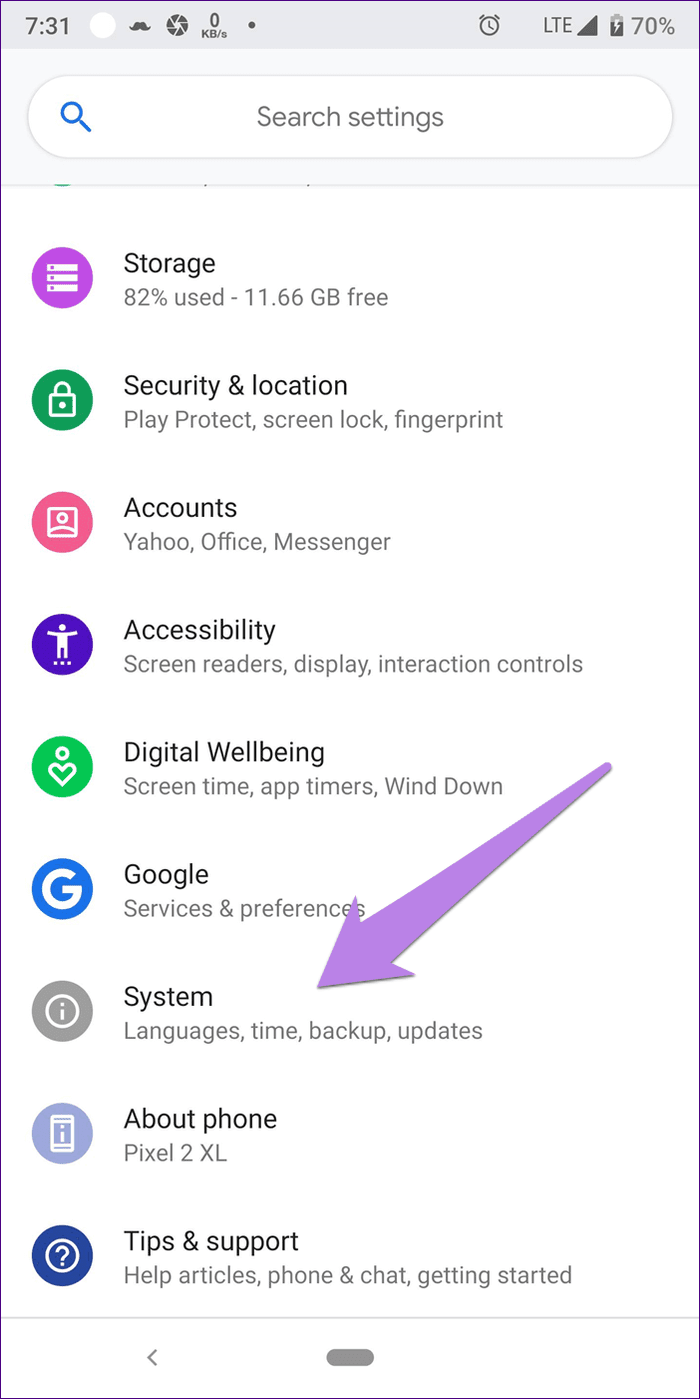 7:31 0 KB/s LTE 70%
Search settings
Storage
82% used - 11.66 GB free
Security & location
Play Protect, screen lock, fingerprint
Accounts
Yahoo, Office, Messenger
Accessibility
Screen readers, display, interaction controls
Digital Wellbeing
Screen time, app timers, Wind Down
Google
Services & preferences
System
Languages, time, backup, updates
About phone
Pixel 2 XL
Tips & support
Help articles, phone & chat, getting started